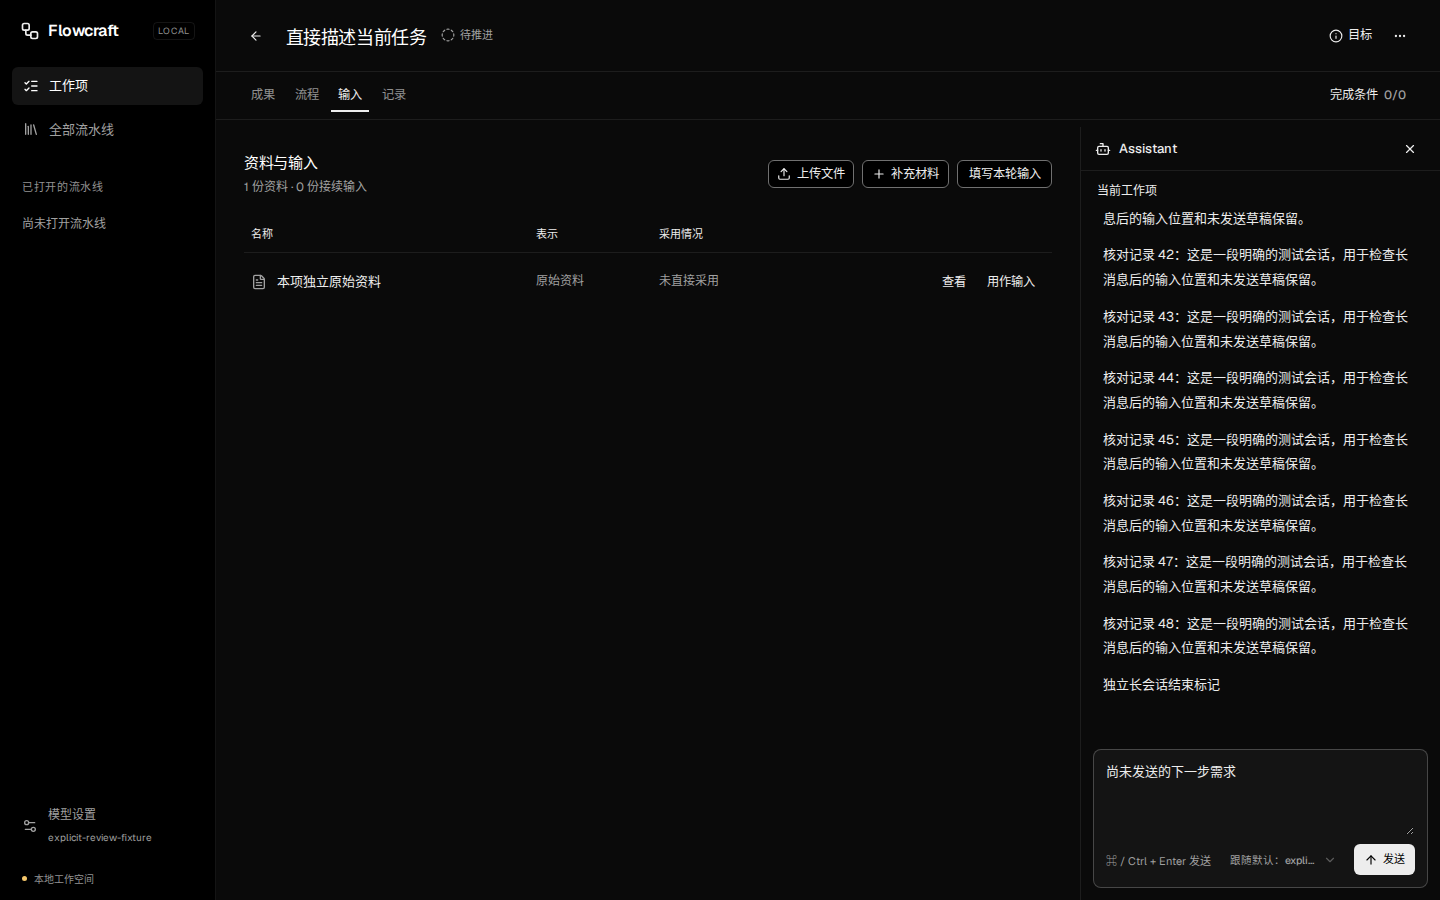 Flowcraft
LOCAL
工作项
全部流水线
已打开的流水线
尚未打开流水线
模型设置
explicit-review-fixture
本地工作空间
直接描述当前任务
待推进
目标
成果
流程
输入
记录
完成条件 0/0
资料与输入
1 份资料 · 0 份接续输入
上传文件
补充材料
填写本轮输入
名称
表示
采用情况
本项独立原始资料
原始资料
未直接采用
查看
用作输入
Assistant
当前工作项
息后的输入位置和未发送草稿保留。
核对记录 42：这是一段明确的测试会话，用于检查长
消息后的输入位置和未发送草稿保留。
核对记录 43：这是一段明确的测试会话，用于检查长
消息后的输入位置和未发送草稿保留。
核对记录 44：这是一段明确的测试会话，用于检查长
消息后的输入位置和未发送草稿保留。
核对记录 45：这是一段明确的测试会话，用于检查长
消息后的输入位置和未发送草稿保留。
核对记录 46：这是一段明确的测试会话，用于检查长
消息后的输入位置和未发送草稿保留。
核对记录 47：这是一段明确的测试会话，用于检查长
消息后的输入位置和未发送草稿保留。
核对记录 48：这是一段明确的测试会话，用于检查长
消息后的输入位置和未发送草稿保留。
独立长会话结束标记
尚未发送的下一步需求
⌘ / Ctrl + Enter 发送
跟随默认：expli...
发送